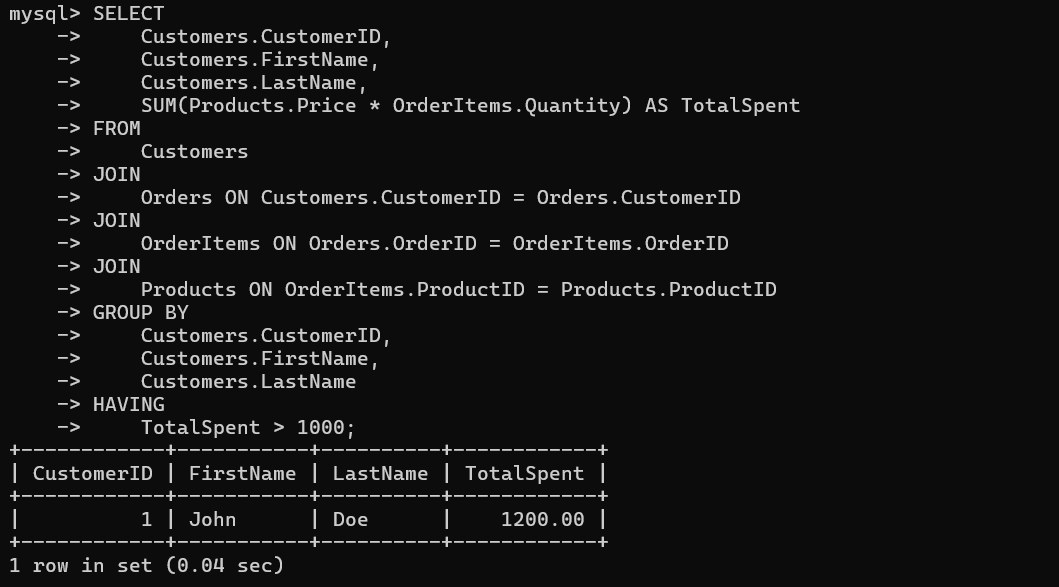 mysql> SELECT
    ->     Customers.CustomerID,
    ->     Customers.FirstName,
    ->     Customers.LastName,
    ->     SUM(Products.Price * OrderItems.Quantity) AS TotalSpent
    -> FROM
    ->     Customers
    -> JOIN
    ->     Orders ON Customers.CustomerID = Orders.CustomerID
    -> JOIN
    ->     OrderItems ON Orders.OrderID = OrderItems.OrderID
    -> JOIN
    ->     Products ON OrderItems.ProductID = Products.ProductID
    -> GROUP BY
    ->     Customers.CustomerID,
    ->     Customers.FirstName,
    ->     Customers.LastName
    -> HAVING
    ->     TotalSpent > 1000;
+------------+-----------+----------+------------+
| CustomerID | FirstName | LastName | TotalSpent |
+------------+-----------+----------+------------+
|          1 | John      | Doe      |    1200.00 |
+------------+-----------+----------+------------+
1 row in set (0.04 sec)